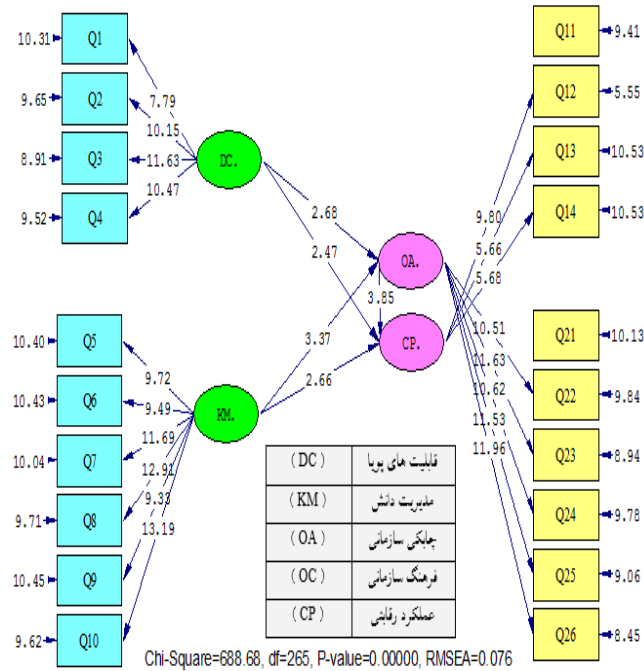 10.31 Q1
9.65 Q2
8.91 Q3
9.52 Q4
7.79
10.15
11.63
10.47
DC.
10.40 Q5
10.43 Q6
10.04 Q7
9.71 Q8
10.45 Q9
9.62 Q10
9.72
9.49
11.69
12.91
9.33
13.19
KM.
2.68
2.47
3.37
2.66
OA.
3.85
CP.
9.80
5.66
5.68
Q11 9.41
Q12 5.55
Q13 10.53
Q14 10.53
10.51
11.63
10.62
11.53
11.96
Q21 10.13
Q22 9.84
Q23 8.94
Q24 9.78
Q25 9.06
Q26 8.45
قابلیت های پویا (DC)
مدیریت دانش (KM)
چابکی سازمانی (OA)
فرهنگ سازمانی (OC)
عملکرد رقابتی (CP)
Chi-Square=688.68, df=265, P-value=0.00000, RMSEA=0.076